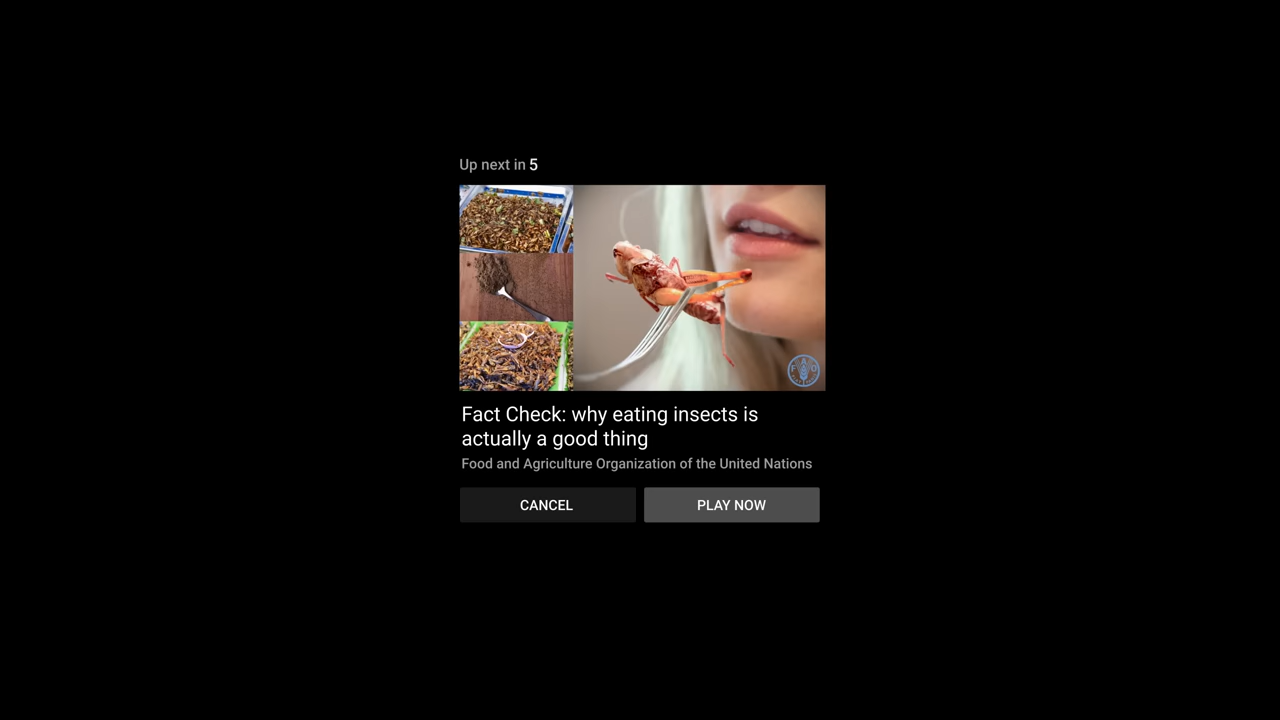 Up next in 5
Fact Check: why eating insects is
actually a good thing
Food and Agriculture Organization of the United Nations
CANCEL
PLAY NOW